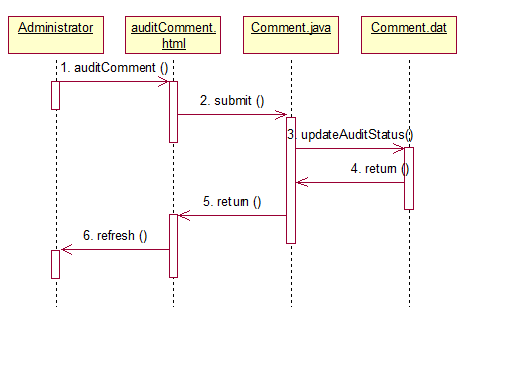 Administrator
auditComment.
html
Comment.java
Comment.dat
1. auditComment ()
2. submit ()
3. updateAuditStatus()
4. return ()
5. return ()
6. refresh ()